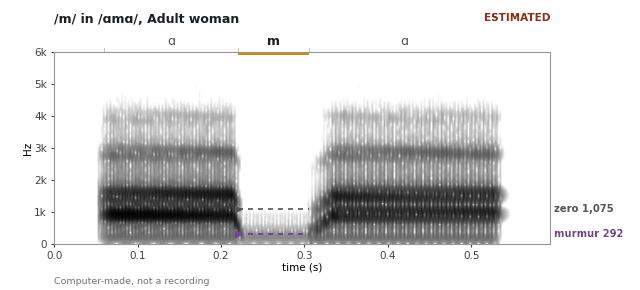 /m/ in /ɑmɑ/, Adult woman
ESTIMATED
ɑ m ɑ
6k
5k
4k
3k
2k
1k
0
Hz
zero 1,075
murmur 292
0.0 0.1 0.2 0.3 0.4 0.5
time (s)
Computer-made, not a recording